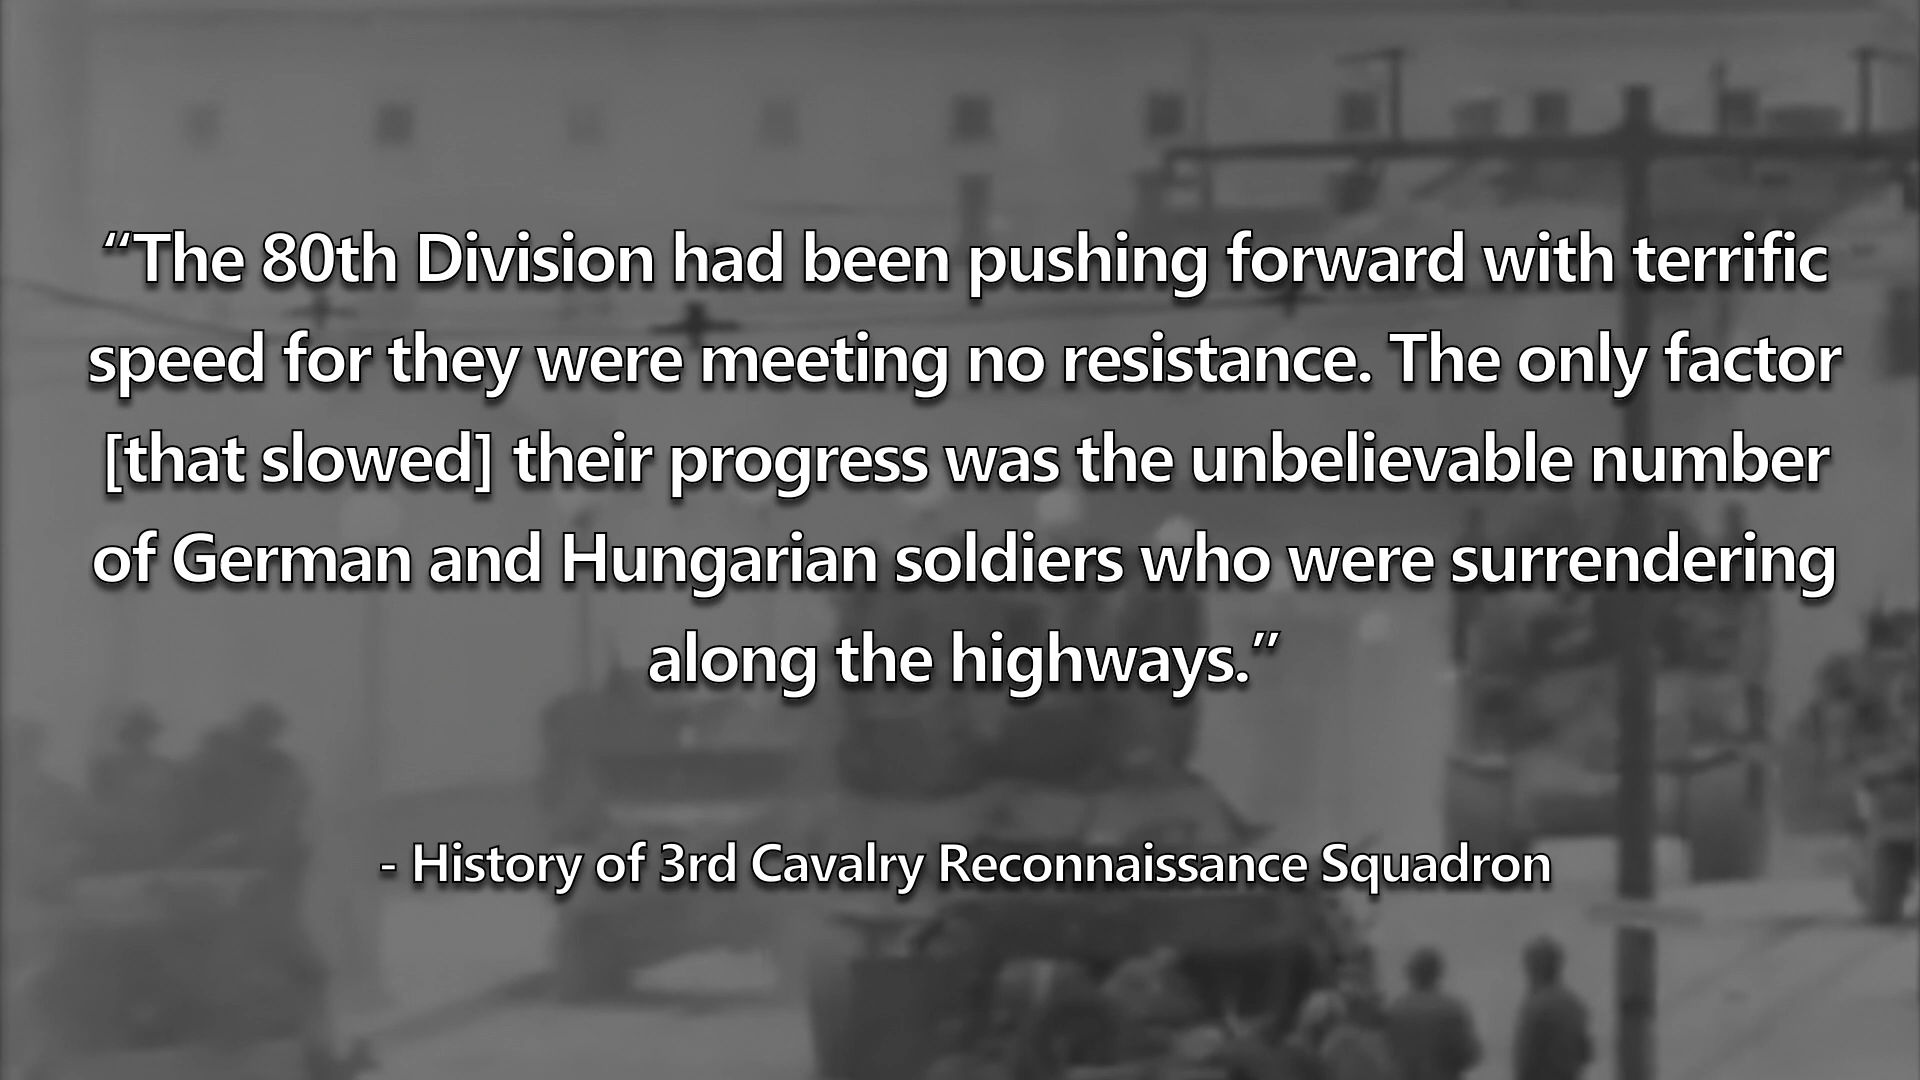 “The 80th Division had been pushing forward with terrific
speed for they were meeting no resistance. The only factor
[that slowed] their progress was the unbelievable number
of German and Hungarian soldiers who were surrendering
along the highways.”
- History of 3rd Cavalry Reconnaissance Squadron